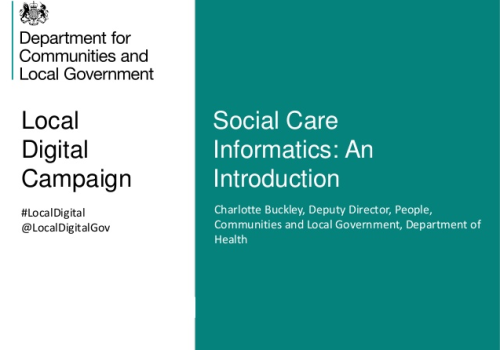 Department for
Communities and
Local Government
Local
Digital
Campaign
#LocalDigital
@LocalDigitalGov
Social Care
Informatics: An
Introduction
Charlotte Buckley, Deputy Director, People,
Communities and Local Government, Department of
Health